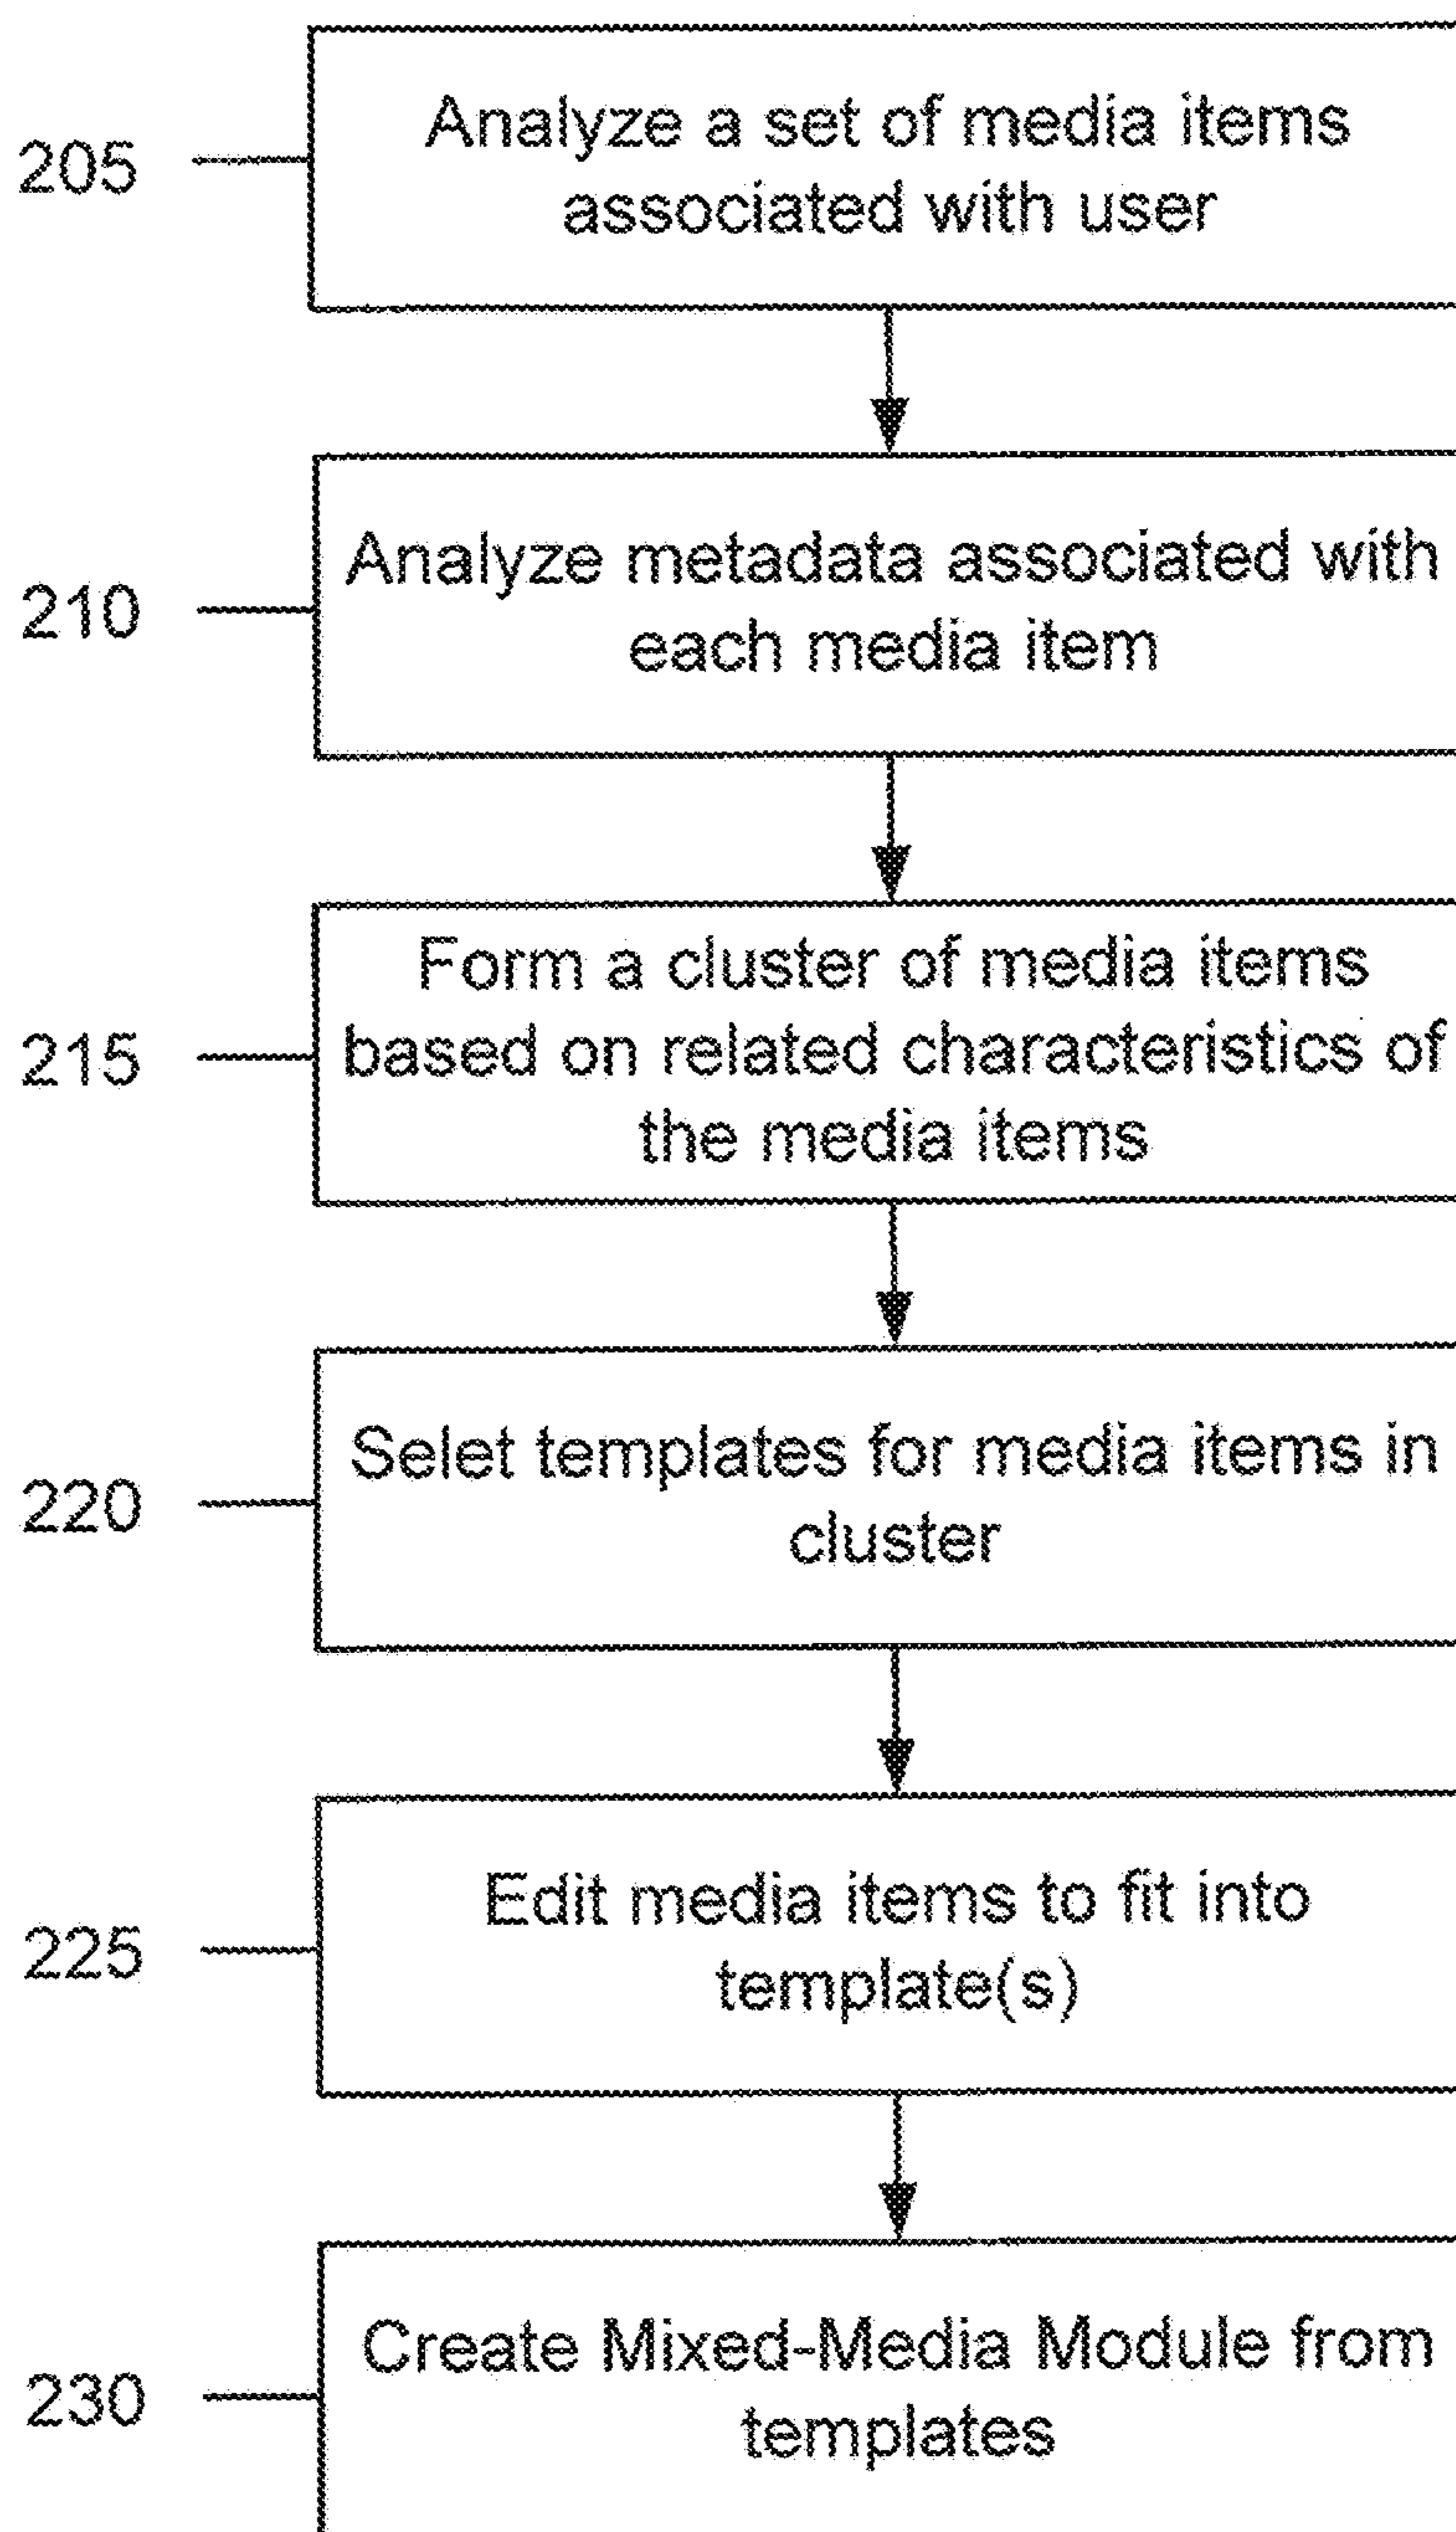 205
Analyze a set of media items
associated with user
210
Analyze metadata associated with
each media item
215
Form a cluster of media items
based on related characteristics of
the media items
220
Selet templates for media items in
cluster
225
Edit media items to fit into
template(s)
230
Create Mixed-Media Module from
templates